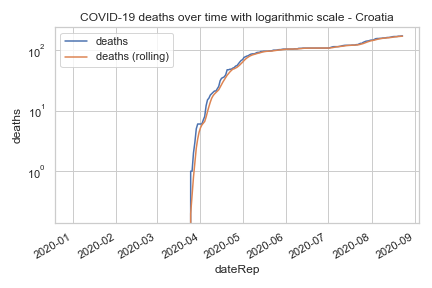 COVID-19 deaths over time with logarithmic scale - Croatia
deaths
deaths (rolling)
10²
10¹
10⁰
deaths
2020-01
2020-02
2020-03
2020-04
2020-05
2020-06
2020-07
2020-08
2020-09
dateRep